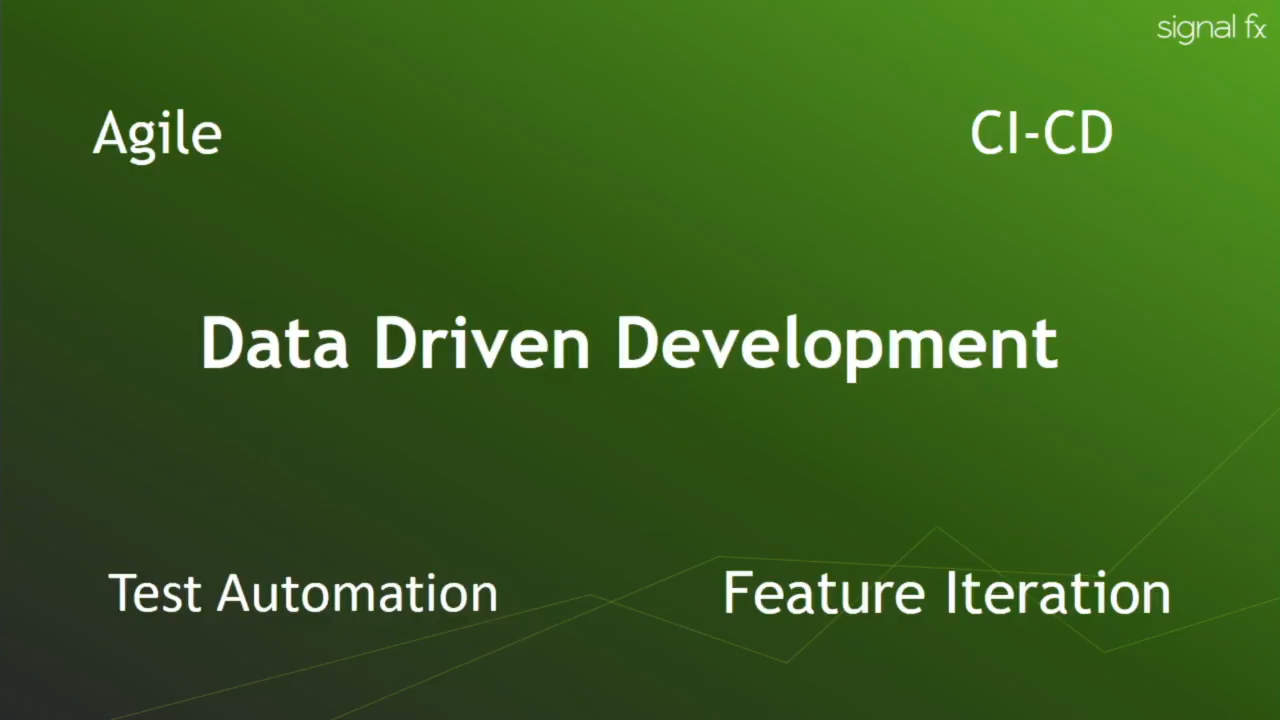 signal fx
Agile
CI-CD
Data Driven Development
Test Automation
Feature Iteration